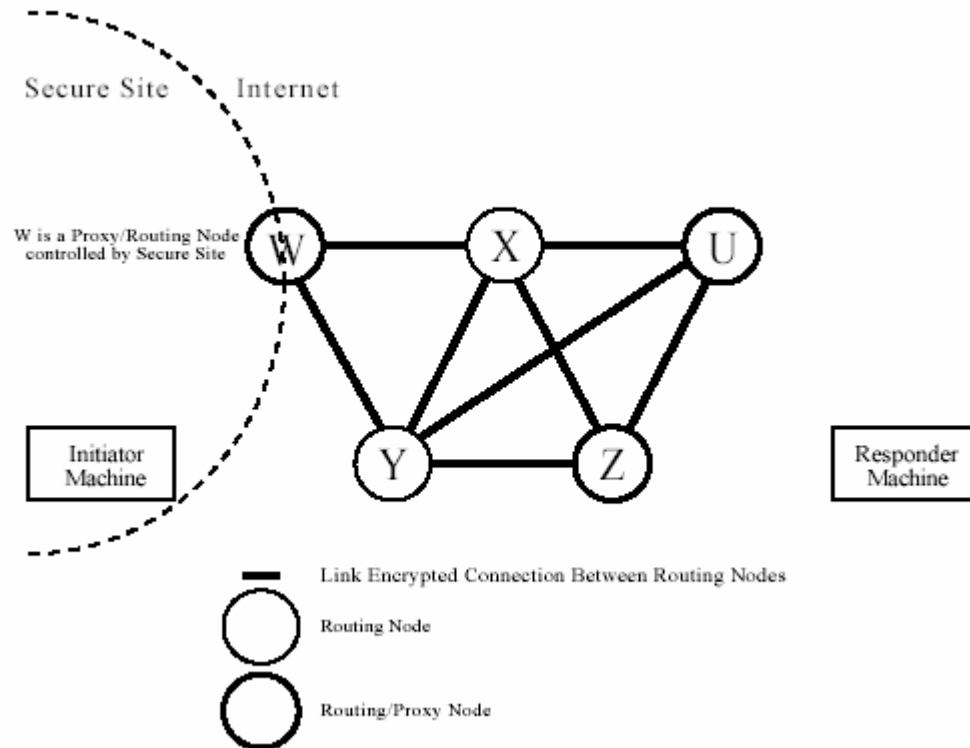 Secure Site
Internet
W is a Proxy/Routing Node
controlled by Secure Site
W
X
U
Y
Z
Initiator
Machine
Responder
Machine
Link Encrypted Connection Between Routing Nodes
Routing Node
Routing/Proxy Node